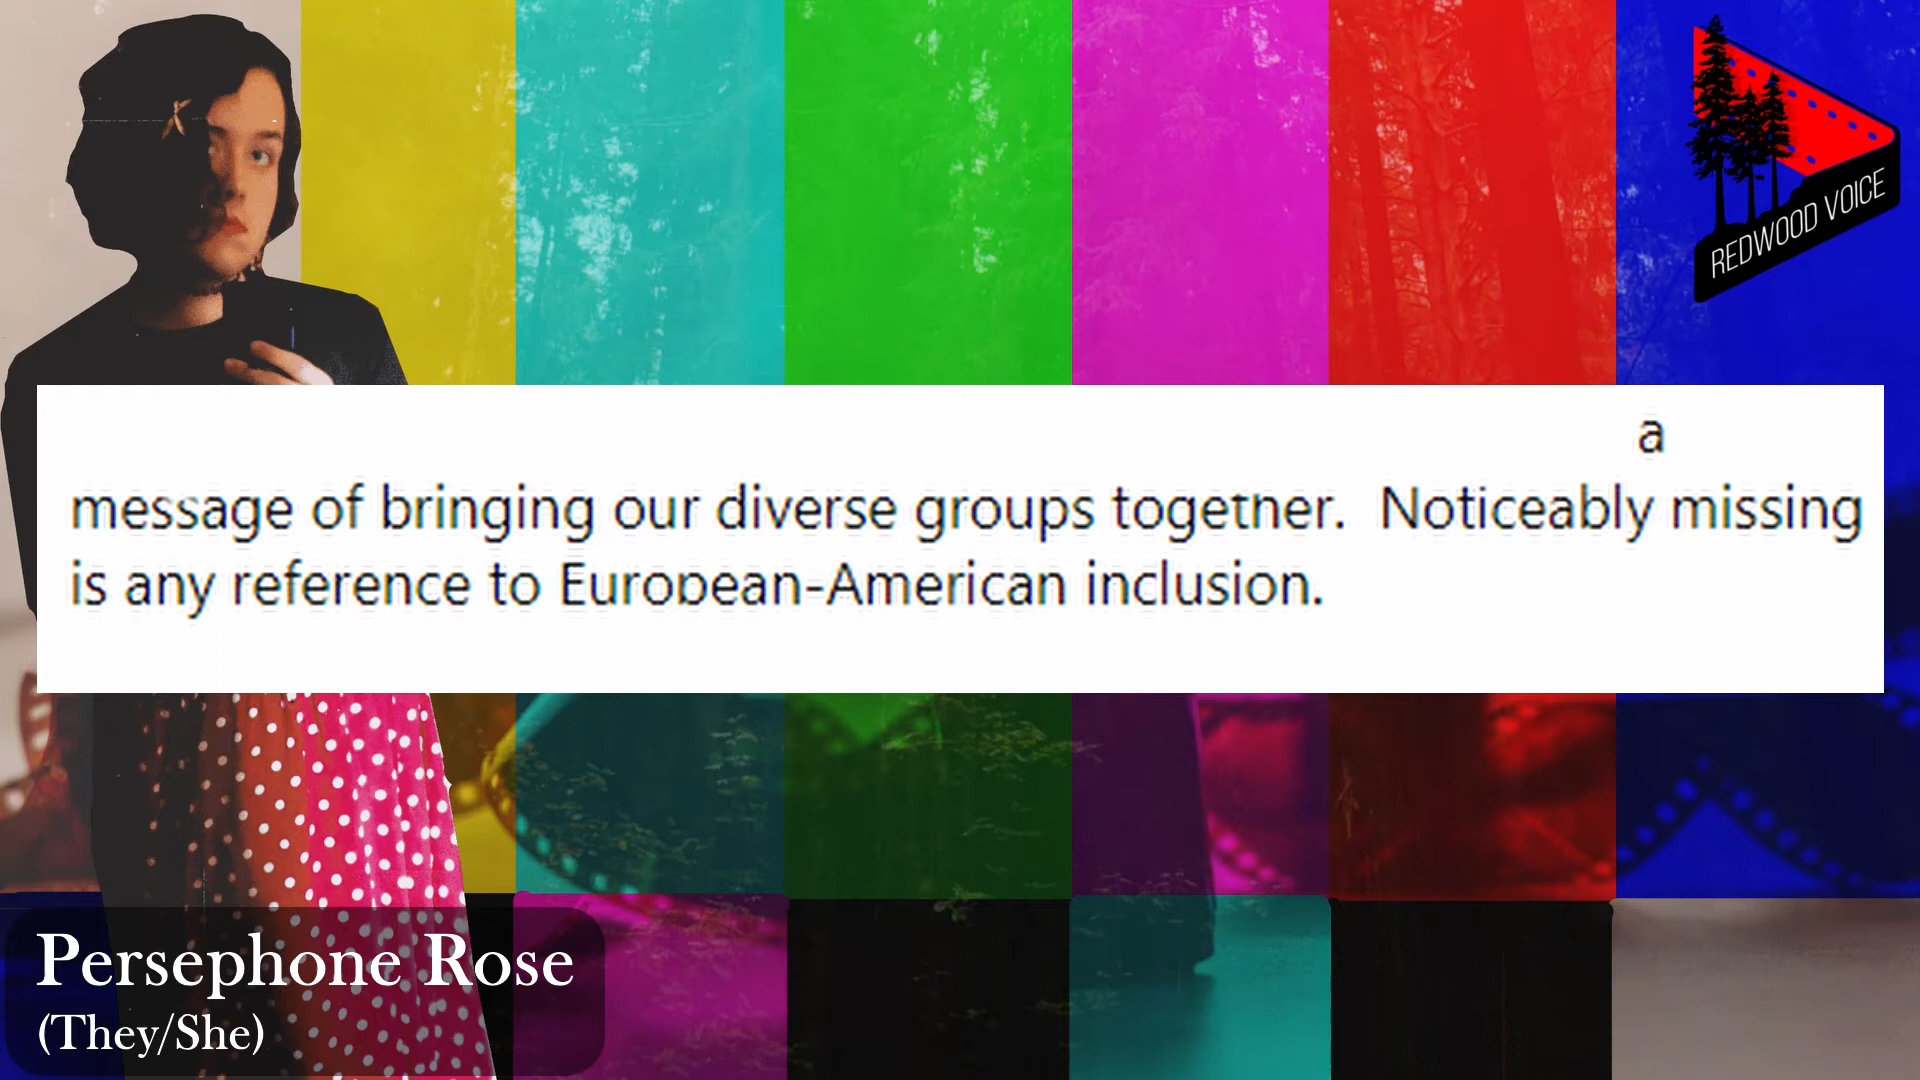 REDWOOD VOICE
a
message of bringing our diverse groups together. Noticeably missing
is any reference to European-American inclusion.
Persephone Rose
(They/She)